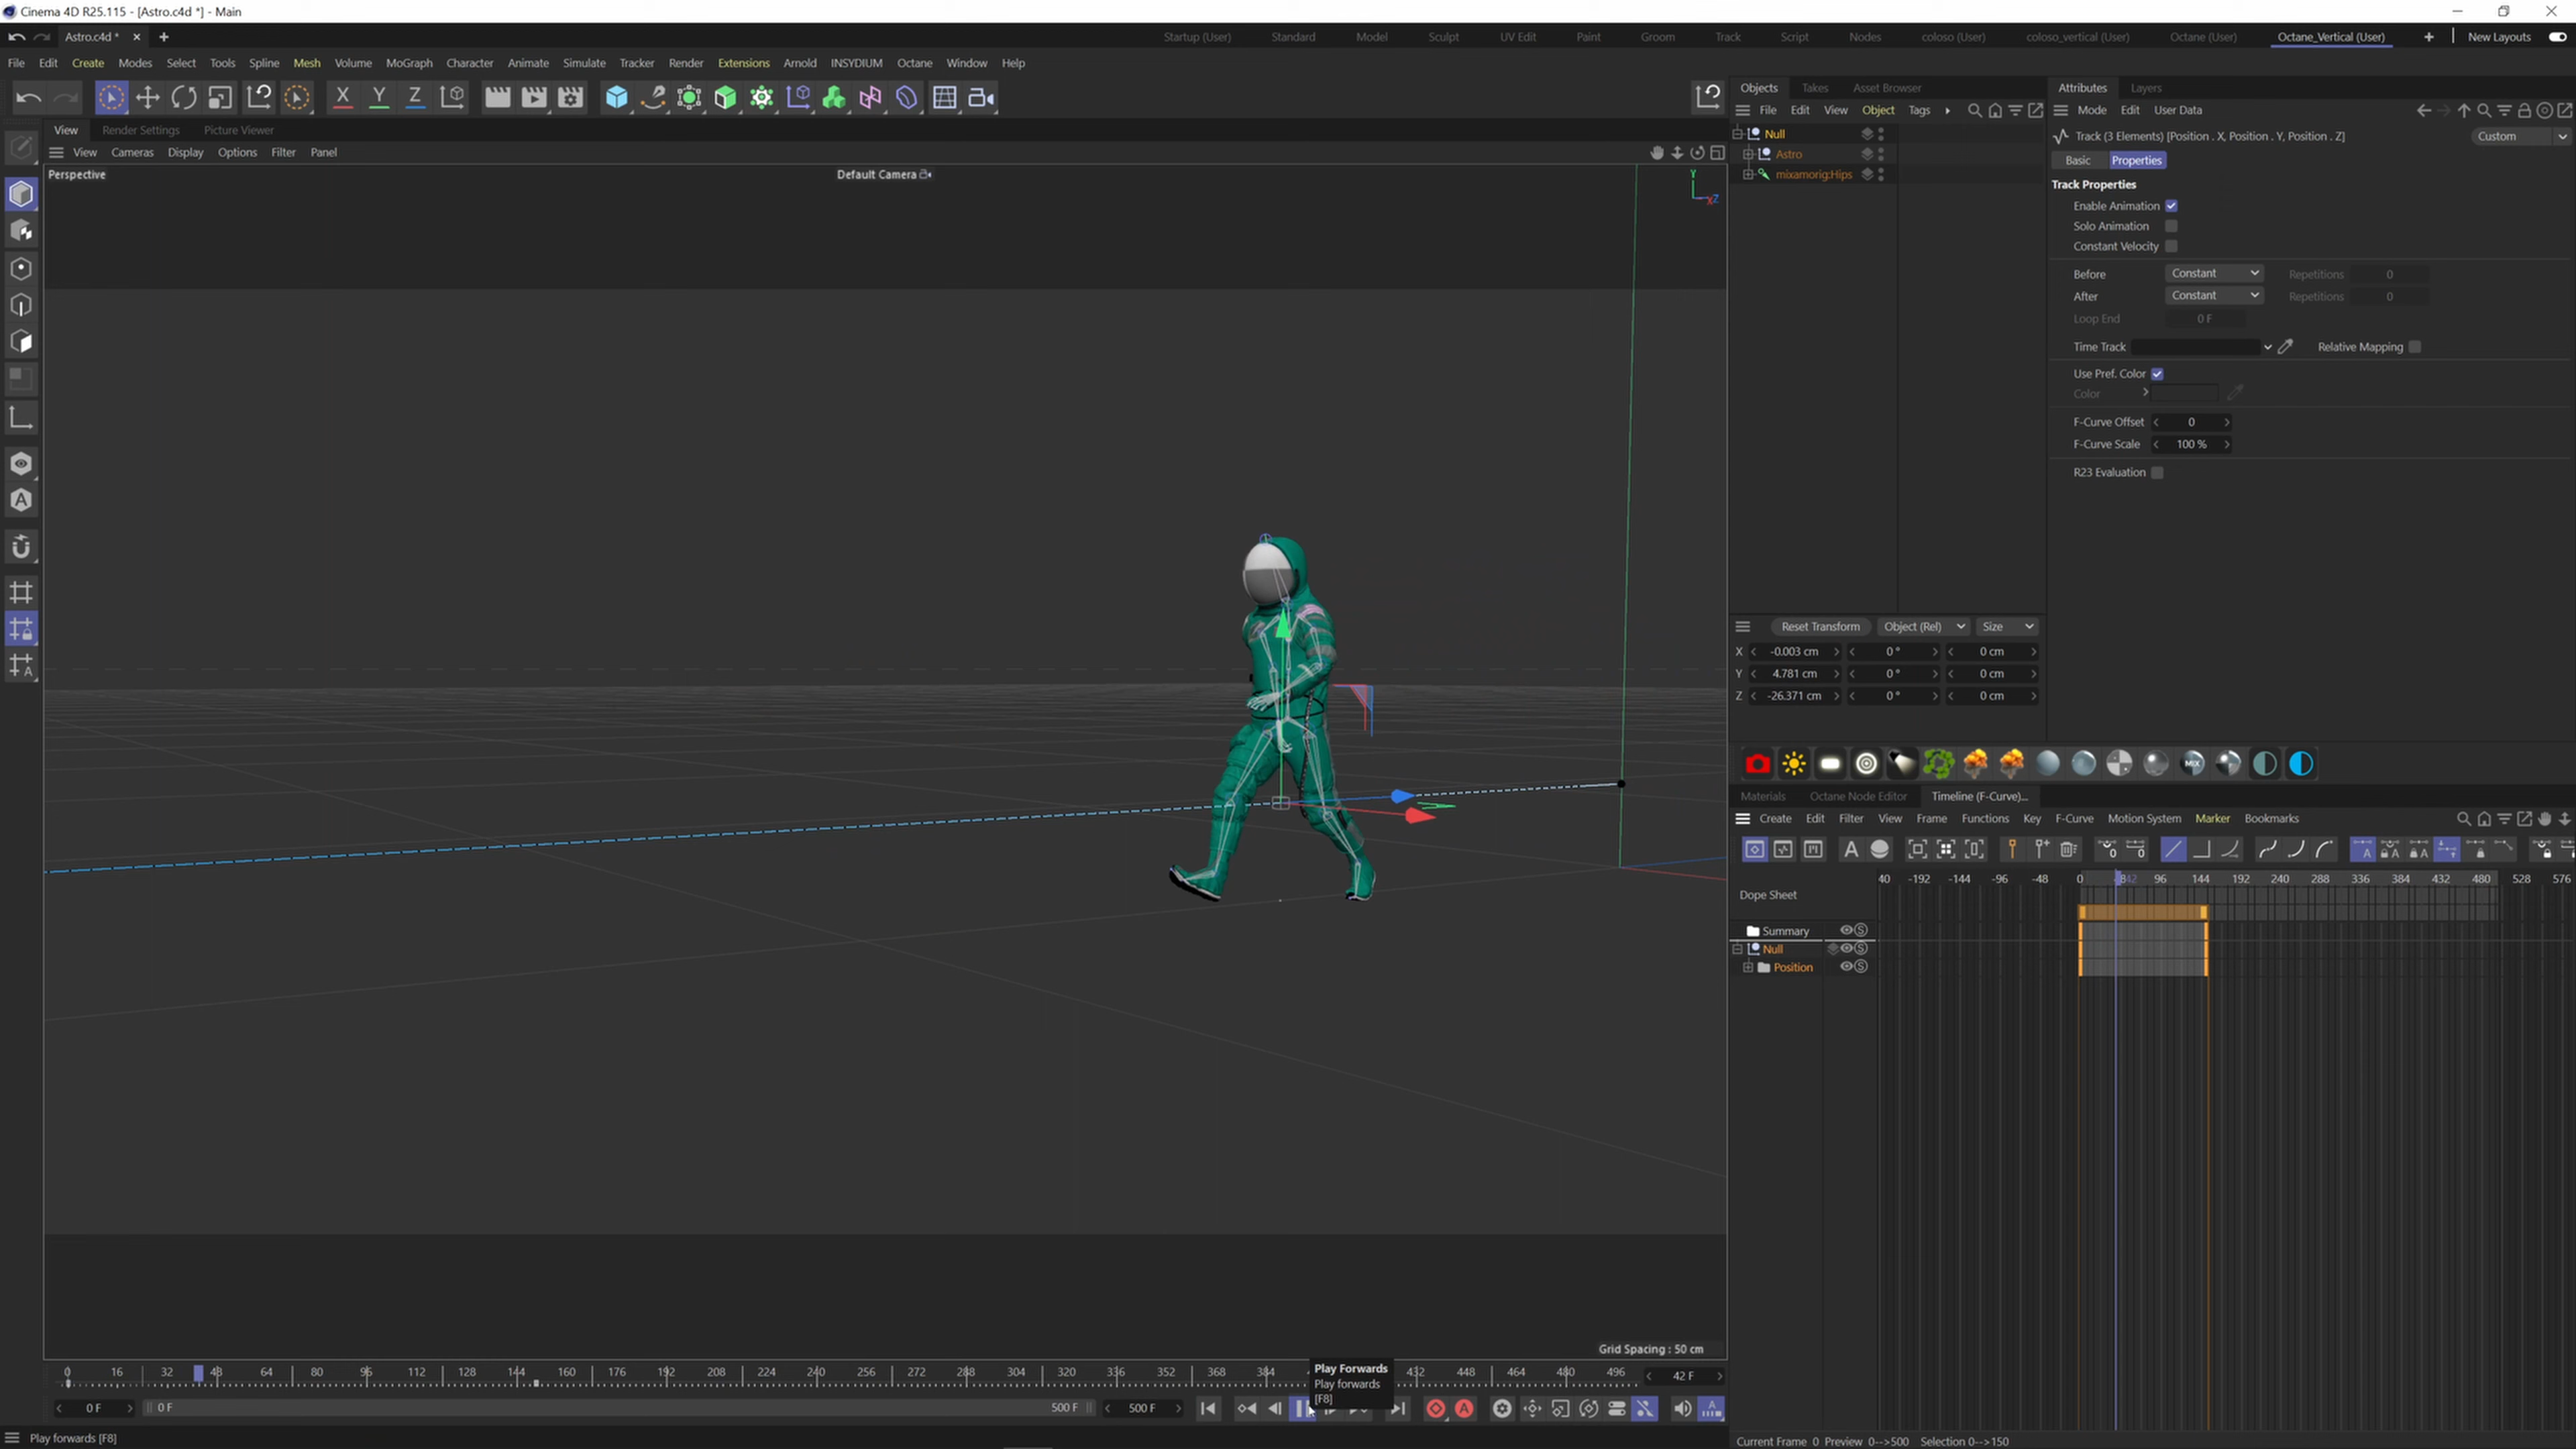 Cinema 4D R25.115 - [Astro.c4d *] - Main
Astro.c4d *
Startup (User) Standard Model Sculpt UV Edit Paint Groom Track Script Nodes coloso (User) coloso_vertical (User) Octane (User) Octane_Vertical (User) New Layouts
File Edit Create Modes Select Tools Spline Mesh Volume MoGraph Character Animate Simulate Tracker Render Extensions Arnold INSYDIUM Octane Window Help
X Y Z
View Render Settings Picture Viewer
View Cameras Display Options Filter Panel
Perspective
Default Camera
Y
Z
Grid Spacing : 50 cm
Objects Takes Asset Browser
File Edit View Object Tags
Null
Astro
mixamorig:Hips
Attributes Layers
Mode Edit User Data
Track (3 Elements) [Position . X, Position . Y, Position . Z]
Custom
Basic Properties
Track Properties
Enable Animation
Solo Animation
Constant Velocity
Before Constant Repetitions 0
After Constant Repetitions 0
Loop End 0 F
Time Track Relative Mapping
Use Pref. Color
Color
F-Curve Offset 0
F-Curve Scale 100 %
R23 Evaluation
Reset Transform Object (Rel) Size
X -0.003 cm 0 ° 0 cm
Y 4.781 cm 0 ° 0 cm
Z -26.371 cm 0 ° 0 cm
MIX
Materials Octane Node Editor Timeline (F-Curve)...
Create Edit Filter View Frame Functions Key F-Curve Motion System Marker Bookmarks
Dope Sheet
40 -192 -144 -96 -48 0 42 96 144 192 240 288 336 384 432 480 528 576
Summary
Null
Position
0 16 32 48 64 80 96 112 128 144 160 176 192 208 224 240 256 272 288 304 320 336 352 368 384 432 448 464 480 496 42 F
Play Forwards
Play forwards
[F8]
0 F 0 F 500 F 500 F
Play forwards [F8]
Current Frame 0 Preview 0-->500 Selection 0-->150